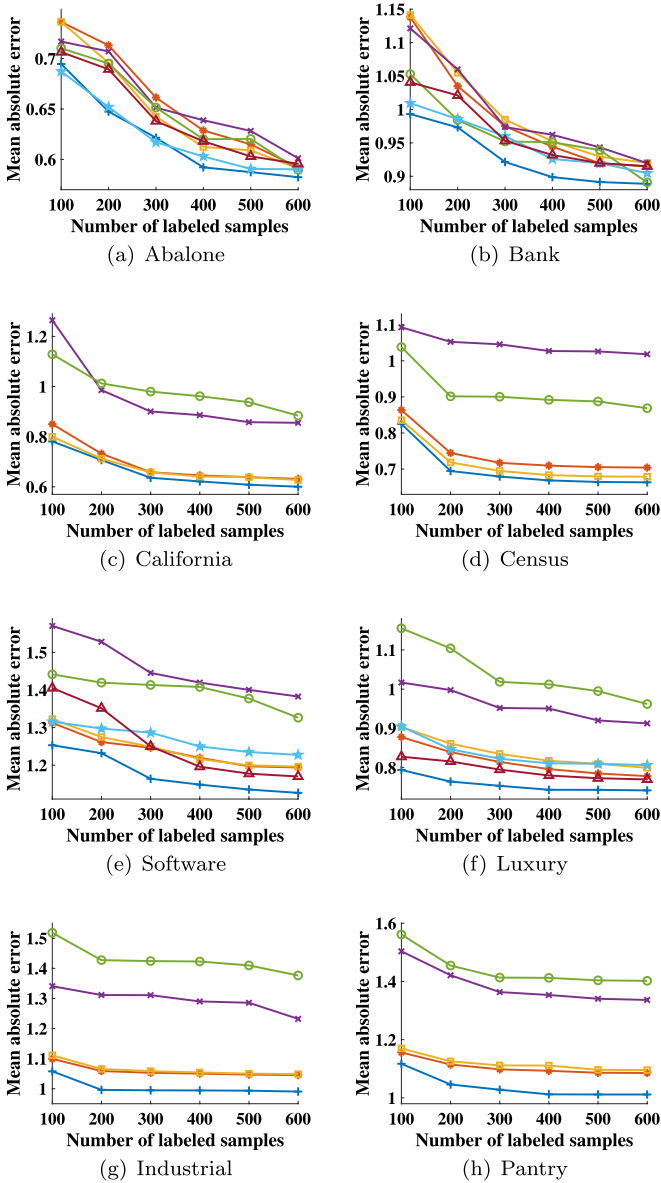 Mean absolute error
0.7
0.65
0.6
100 200 300 400 500 600
Number of labeled samples
(a) Abalone
Mean absolute error
1.15
1.1
1.05
1
0.95
0.9
100 200 300 400 500 600
Number of labeled samples
(b) Bank
Mean absolute error
1.2
1
0.8
0.6
100 200 300 400 500 600
Number of labeled samples
(c) California
Mean absolute error
1.1
1
0.9
0.8
0.7
100 200 300 400 500 600
Number of labeled samples
(d) Census
Mean absolute error
1.5
1.4
1.3
1.2
100 200 300 400 500 600
Number of labeled samples
(e) Software
Mean absolute error
1.1
1
0.9
0.8
100 200 300 400 500 600
Number of labeled samples
(f) Luxury
Mean absolute error
1.5
1.4
1.3
1.2
1.1
1
100 200 300 400 500 600
Number of labeled samples
(g) Industrial
Mean absolute error
1.6
1.4
1.2
1
100 200 300 400 500 600
Number of labeled samples
(h) Pantry